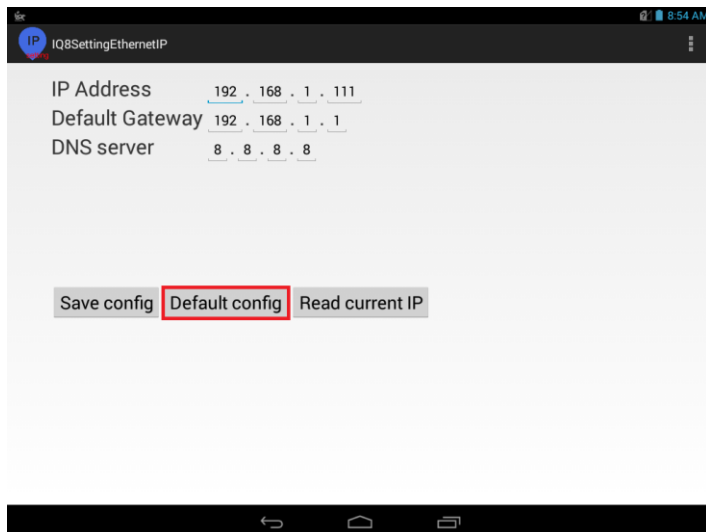 8:54 AM
IP
setting
IQ8SettingEthernetIP
IP Address 192 . 168 . 1 . 111
Default Gateway 192 . 168 . 1 . 1
DNS server 8 . 8 . 8 . 8
Save config Default config Read current IP